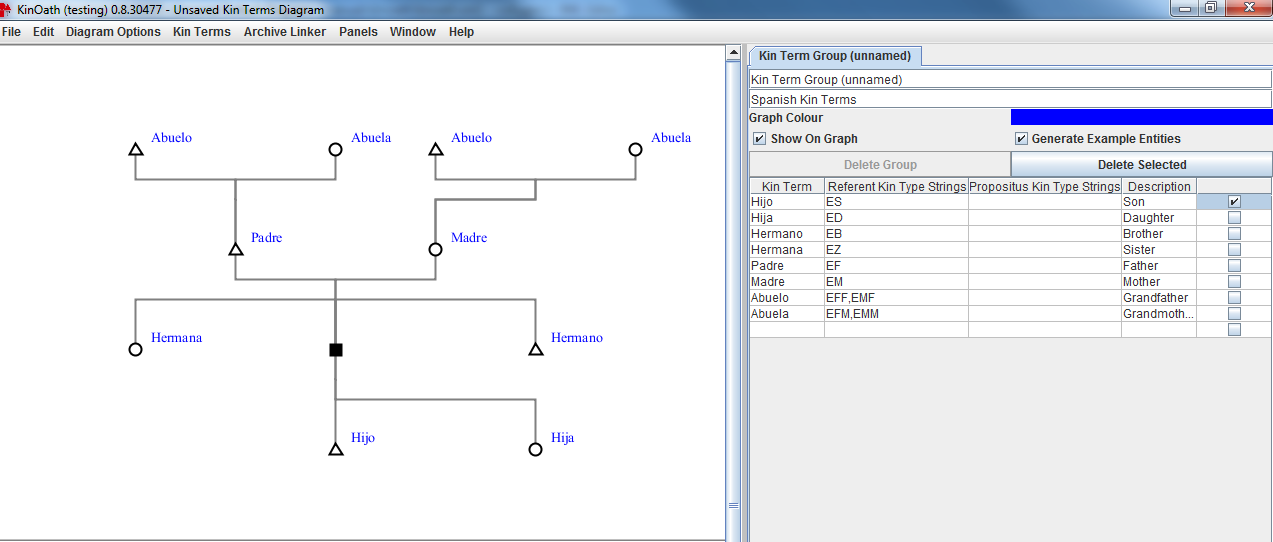 KinOath (testing) 0.8.30477 - Unsaved Kin Terms Diagram
File Edit Diagram Options Kin Terms Archive Linker Panels Window Help
Abuelo Abuela Abuelo Abuela
Padre Madre
Hermana Hermano
Hijo Hija
Kin Term Group (unnamed)
Kin Term Group (unnamed)
Spanish Kin Terms
Graph Colour
Show On Graph Generate Example Entities
Delete Group Delete Selected
Kin Term Referent Kin Type Strings Propositus Kin Type Strings Description
Hijo ES Son
Hija ED Daughter
Hermano EB Brother
Hermana EZ Sister
Padre EF Father
Madre EM Mother
Abuelo EFF,EMF Grandfather
Abuela EFM,EMM Grandmoth...